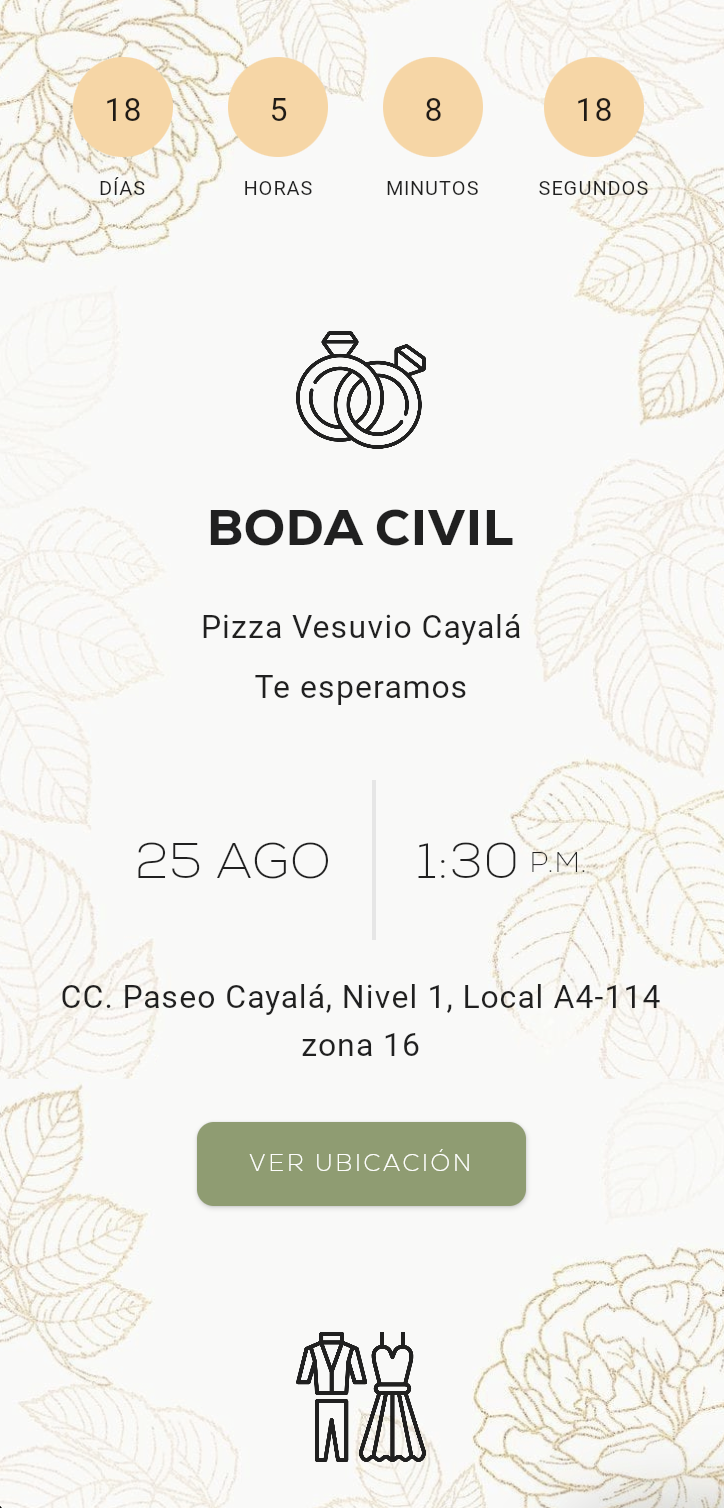 18 5 8 18
DÍAS HORAS MINUTOS SEGUNDOS
BODA CIVIL
Pizza Vesuvio Cayalá
Te esperamos
25 AGO 1:30 P.M.
CC. Paseo Cayalá, Nivel 1, Local A4-114
zona 16
VER UBICACIÓN